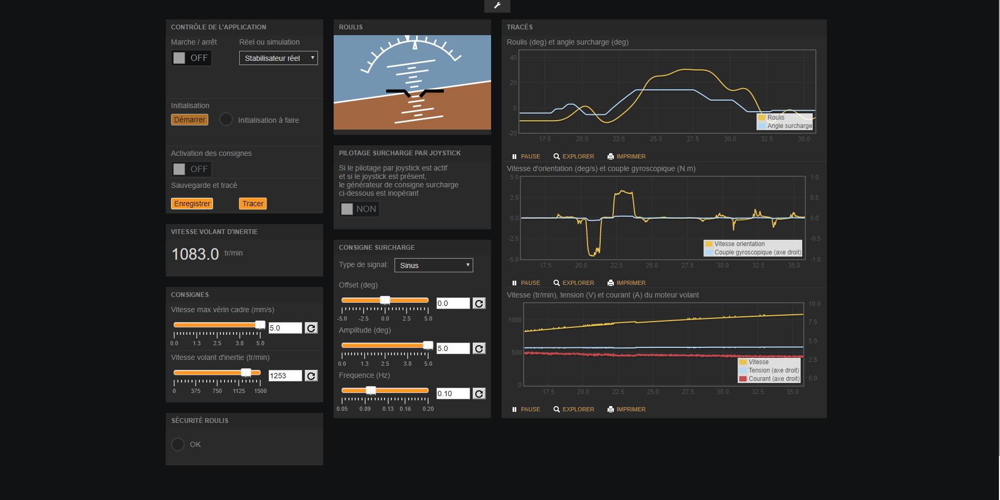 CONTRÔLE DE L'APPLICATION
Marche / arrêt
Réel ou simulation
OFF
Stabilisateur réel
Initialisation
Démarrer
Initialisation à faire
Activation des consignes
OFF
Sauvegarde et tracé
Enregistrer
Tracer
VITESSE VOLANT D'INERTIE
1083.0 tr/min
CONSIGNES
Vitesse max vérin cadre (mm/s)
5.0
0.0 1.3 2.5 3.8 5.0
Vitesse volant d'inertie (tr/min)
1253
0 375 750 1125 1500
SÉCURITÉ ROULIS
OK
ROULIS
PILOTAGE SURCHARGE PAR JOYSTICK
Si le pilotage par joystick est actif
et si le joystick est présent,
le générateur de consigne surcharge
ci-dessous est inopérant
NON
CONSIGNE SURCHARGE
Type de signal:
Sinus
Offset (deg)
0.0
-5.0 -2.5 0.0 2.5 5.0
Amplitude (deg)
5.0
0.0 1.3 2.5 3.8 5.0
Frequence (Hz)
0.10
0.05 0.09 0.13 0.16 0.20
TRACÉS
Roulis (deg) et angle surcharge (deg)
40
20
0
-20
Roulis
Angle surcharge
17.5 20.0 22.5 25.0 27.5 30.0 32.5 35.0
PAUSE EXPLORER IMPRIMER
Vitesse d'orientation (deg/s) et couple gyroscopique (N.m)
5.0 1.0
2.5 0.5
0.0 0.0
-2.5 -0.5
-5.0 -1.0
Vitesse orientation
Couple gyroscopique (axe droit)
17.5 20.0 22.5 25.0 27.5 30.0 32.5 35.0
PAUSE EXPLORER IMPRIMER
Vitesse (tr/min), tension (V) et courant (A) du moteur volant
10.0
1000 7.5
5.0
500 2.5
0 0.0
Vitesse
Tension (axe droit)
Courant (axe droit)
17.5 20.0 22.5 25.0 27.5 30.0 32.5 35.0
PAUSE EXPLORER IMPRIMER